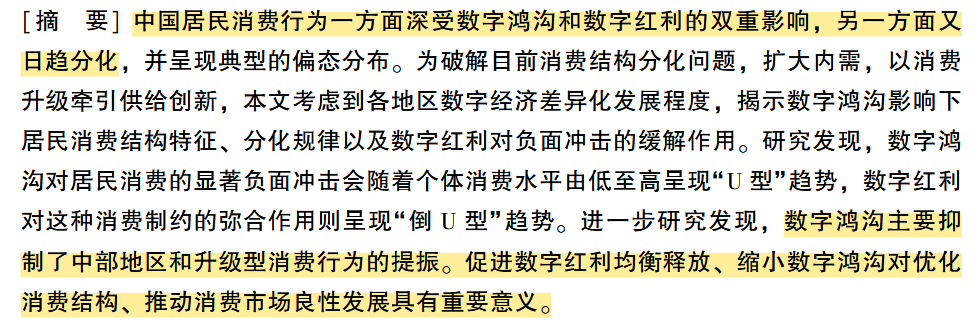 [摘　要] 中国居民消费行为一方面深受数字鸿沟和数字红利的双重影响，另一方面又
日趋分化，并呈现典型的偏态分布。为破解目前消费结构分化问题，扩大内需，以消费
升级牵引供给创新，本文考虑到各地区数字经济差异化发展程度，揭示数字鸿沟影响下
居民消费结构特征、分化规律以及数字红利对负面冲击的缓解作用。研究发现，数字鸿
沟对居民消费的显著负面冲击会随着个体消费水平由低至高呈现“U 型”趋势，数字红利
对这种消费制约的弥合作用则呈现“倒 U 型”趋势。进一步研究发现，数字鸿沟主要抑
制了中部地区和升级型消费行为的提振。促进数字红利均衡释放、缩小数字鸿沟对优化
消费结构、推动消费市场良性发展具有重要意义。